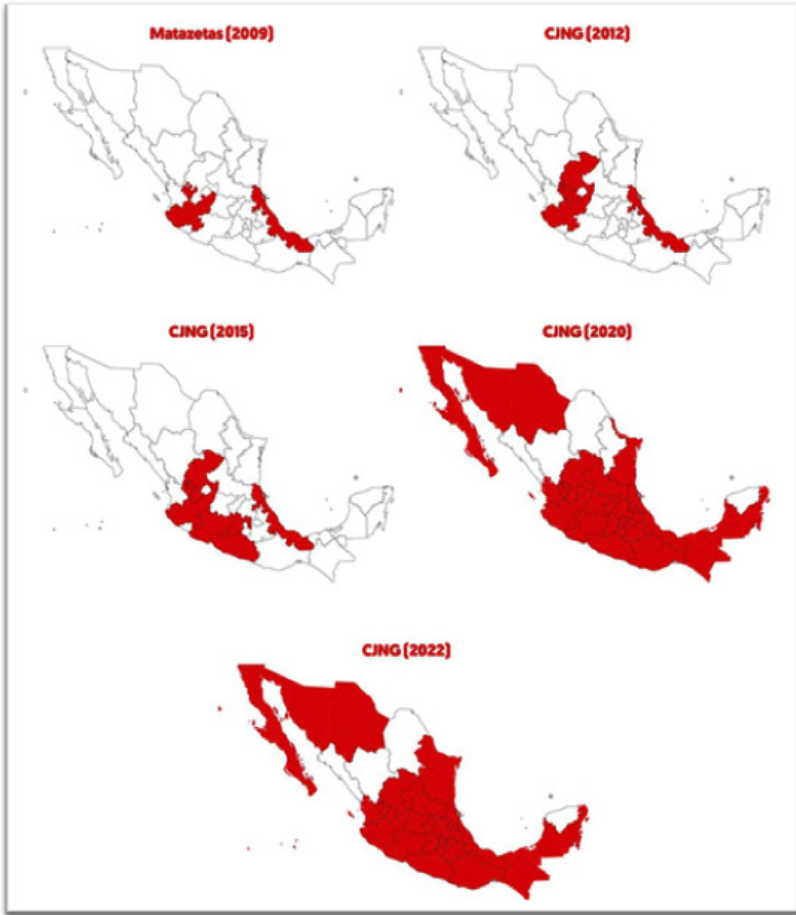 Matazetas (2009)
CJNG (2012)
CJNG (2015)
CJNG (2020)
CJNG (2022)